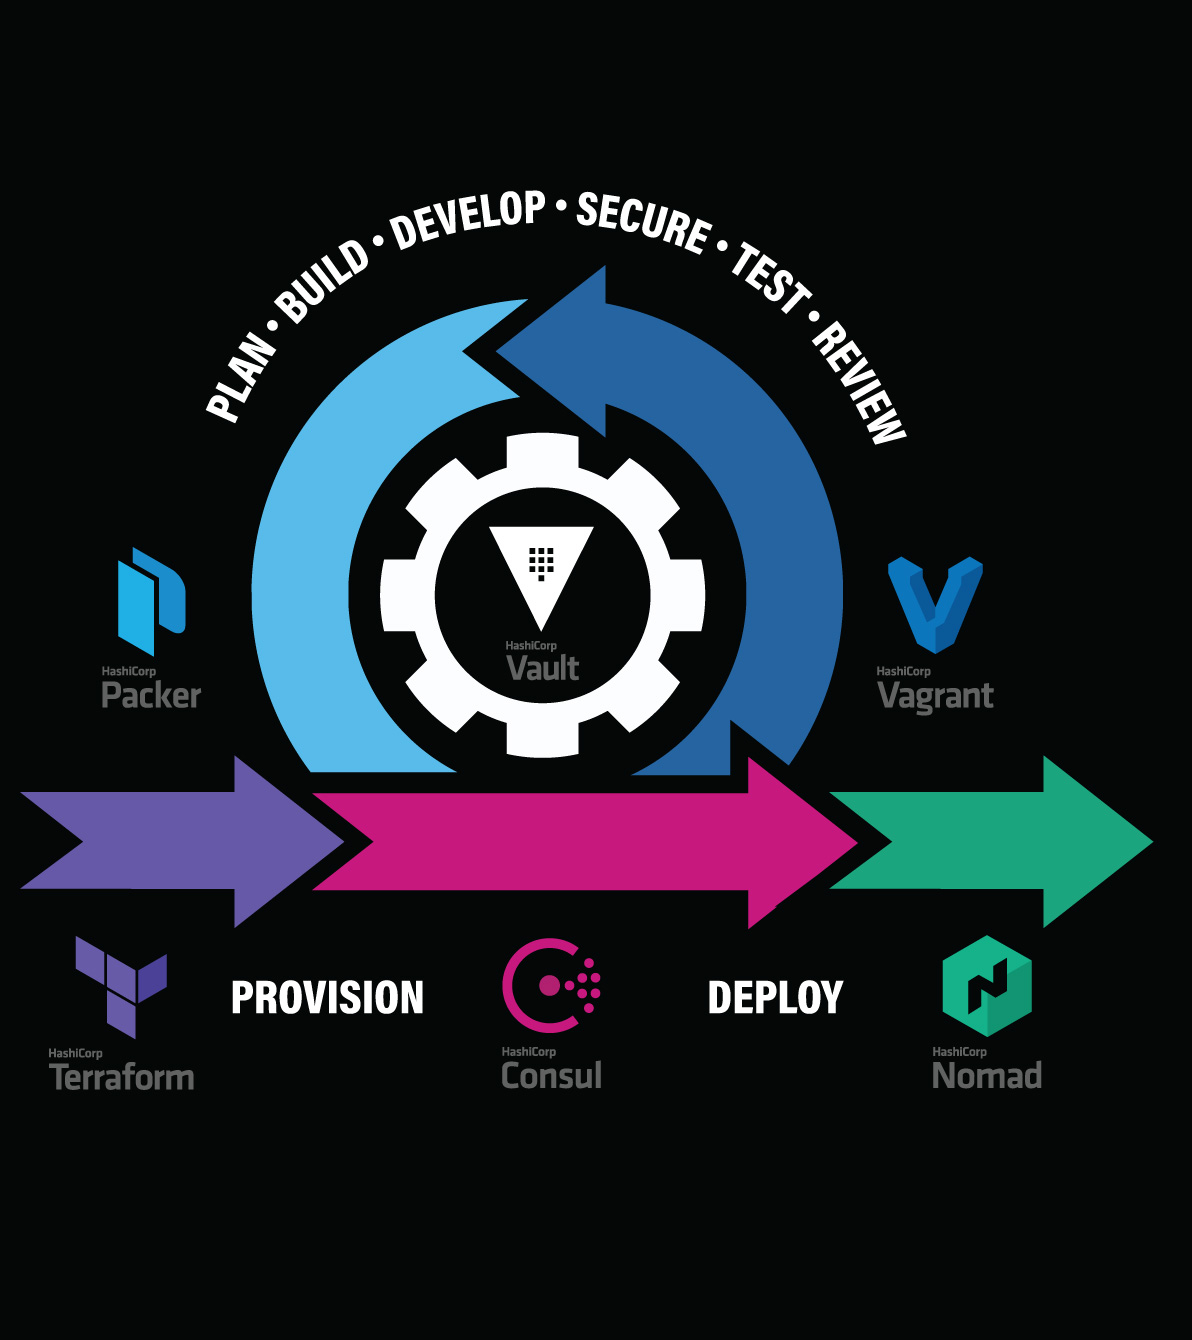 PLAN • BUILD • DEVELOP • SECURE • TEST • REVIEW
HashiCorp
Vault
HashiCorp
Packer
HashiCorp
Vagrant
PROVISION
DEPLOY
HashiCorp
Terraform
HashiCorp
Consul
HashiCorp
Nomad